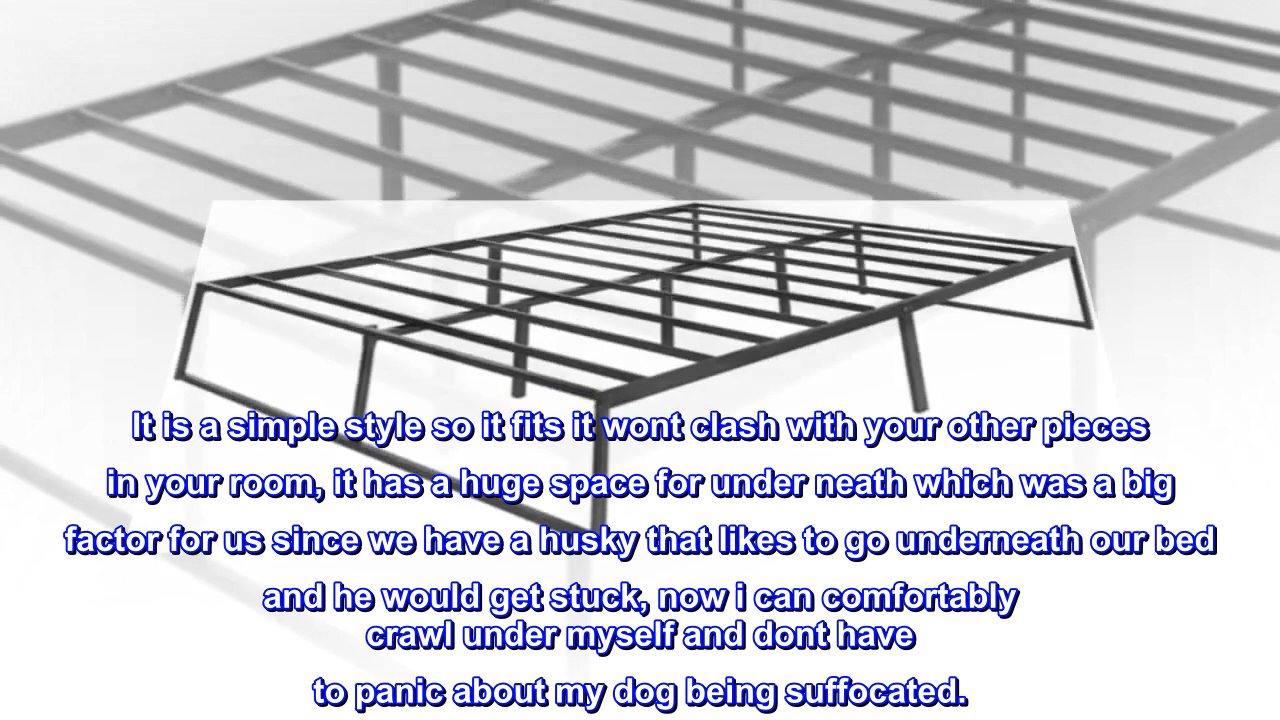 It is a simple style so it fits it wont clash with your other pieces
in your room, it has a huge space for under neath which was a big
factor for us since we have a husky that likes to go underneath our bed
and he would get stuck, now i can comfortably
crawl under myself and dont have
to panic about my dog being suffocated.